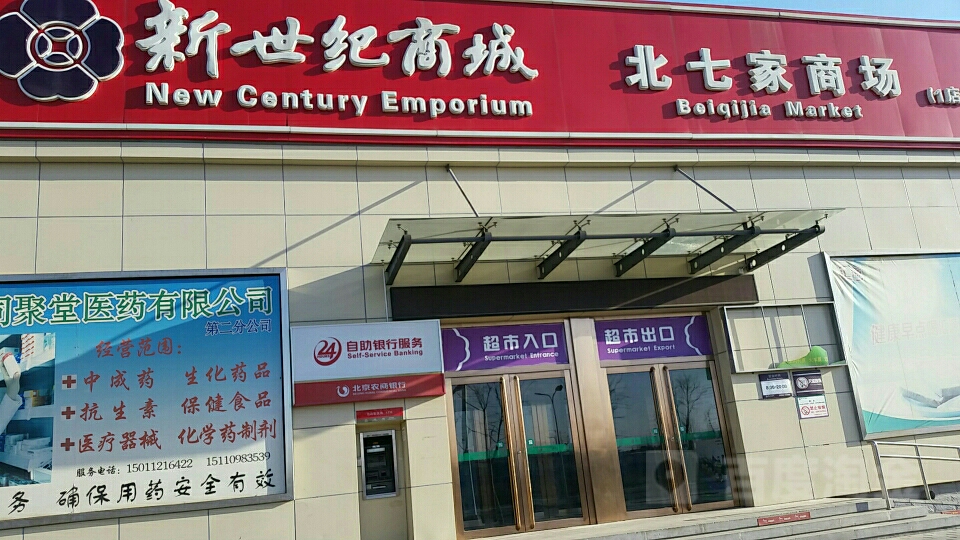 新世纪商城
New Century Emporium
北七家商场
Beiqijia Market
聚堂医药有限公司
第二分公司
经营范围：
中成药 生化药品
抗生素 保健食品
医疗器械 化学药制剂
服务电话：15011216422 15110983539
务 确保用药安全有效
24
自助银行服务
Self-Service Banking
北京农商银行
超市入口
Supermarket Entrance
超市出口
Supermarket Export